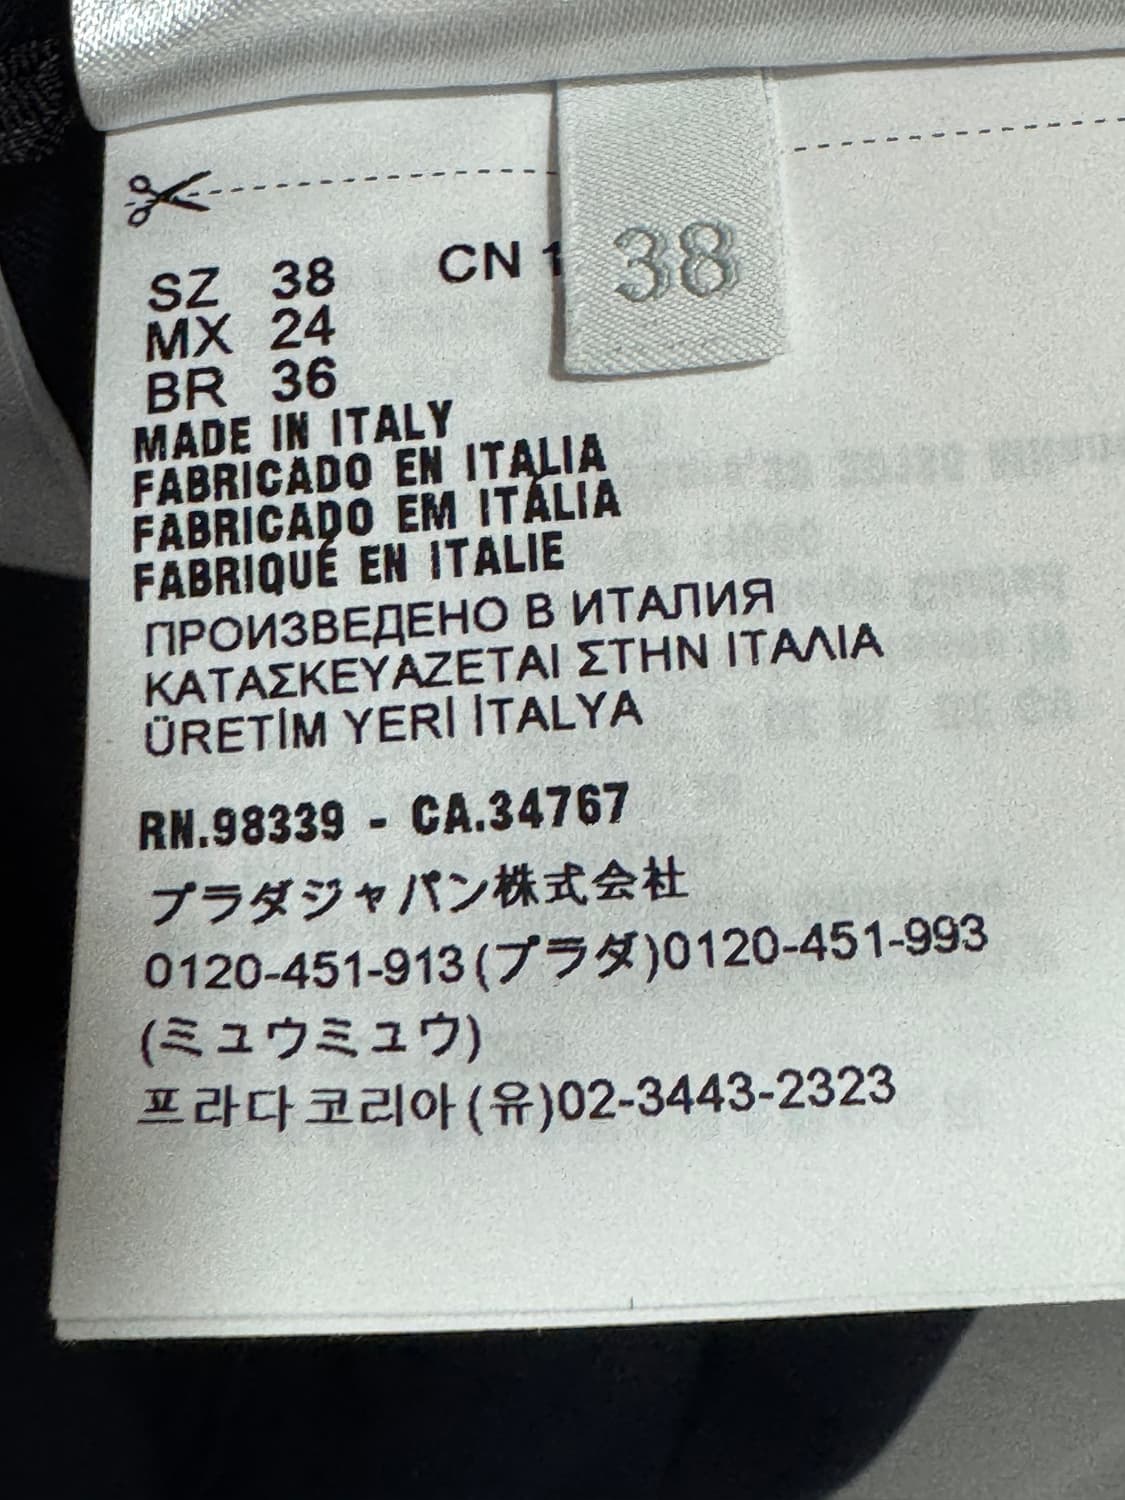 SZ 38 CN 1
38
MX 24
BR 36
MADE IN ITALY
FABRICADO EN ITALIA
FABRICADO EM ITÁLIA
FABRIQUÉ EN ITALIE
ПРОИЗВЕДЕНО В ИТАЛИЯ
ΚΑΤΑΣΚΕΥΑΖΕΤΑΙ ΣΤΗΝ ΙΤΑΛΙΑ
ÜRETİM YERİ İTALYA
RN.98339 - CA.34767
プラダジャパン株式会社
0120-451-913(プラダ)0120-451-993
(ミュウミュウ)
프라다코리아(유)02-3443-2323